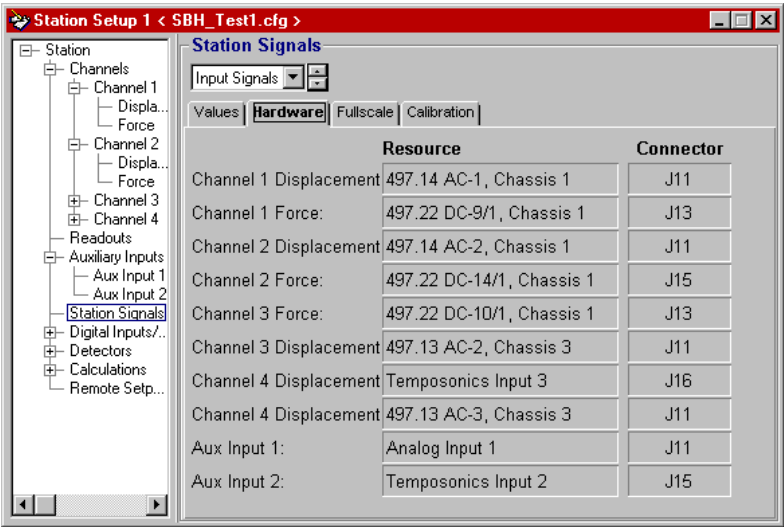 Station Setup 1 < SBH_Test1.cfg >
Station
Channels
Channel 1
Displa...
Force
Channel 2
Displa...
Force
Channel 3
Channel 4
Readouts
Auxiliary Inputs
Aux Input 1
Aux Input 2
Station Signals
Digital Inputs/..
Detectors
Calculations
Remote Setp...
Station Signals
Input Signals
Values Hardware Fullscale Calibration
Resource Connector
Channel 1 Displacement 497.14 AC-1, Chassis 1 J11
Channel 1 Force: 497.22 DC-9/1, Chassis 1 J13
Channel 2 Displacement 497.14 AC-2, Chassis 1 J11
Channel 2 Force: 497.22 DC-14/1, Chassis 1 J15
Channel 3 Force: 497.22 DC-10/1, Chassis 1 J13
Channel 3 Displacement 497.13 AC-2, Chassis 3 J11
Channel 4 Displacement Temposonics Input 3 J16
Channel 4 Displacement 497.13 AC-3, Chassis 3 J11
Aux Input 1: Analog Input 1 J11
Aux Input 2: Temposonics Input 2 J15